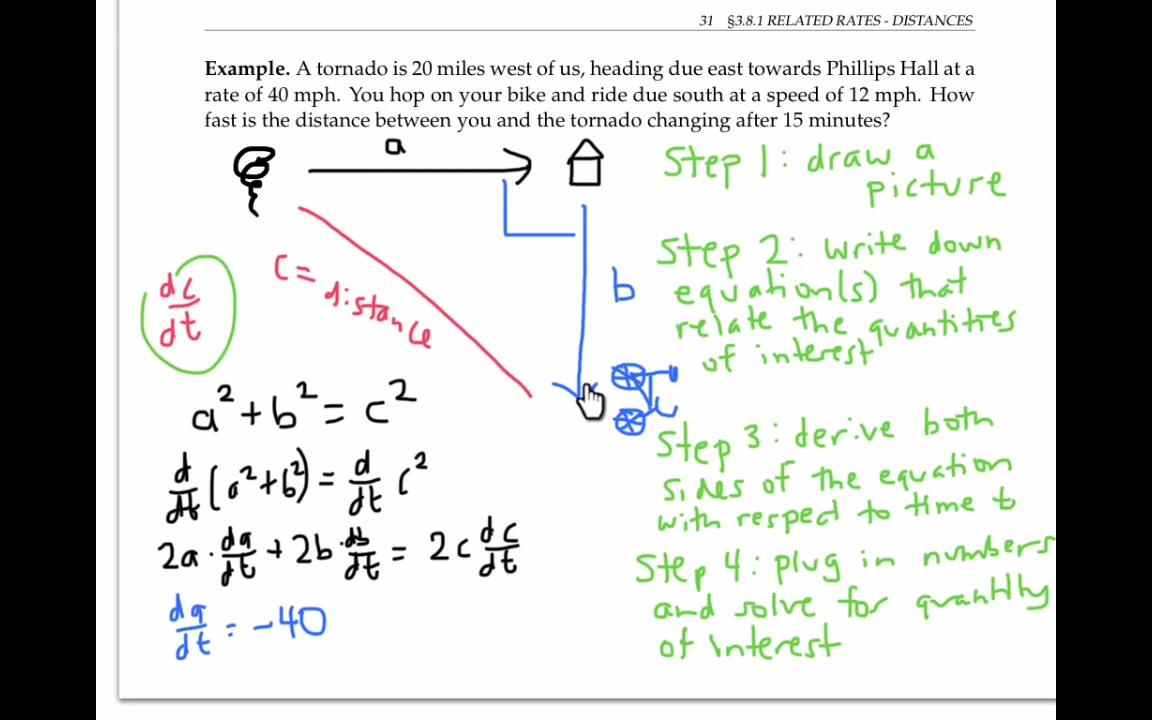 31 §3.8.1 RELATED RATES - DISTANCES
Example. A tornado is 20 miles west of us, heading due east towards Phillips Hall at a
rate of 40 mph. You hop on your bike and ride due south at a speed of 12 mph. How
fast is the distance between you and the tornado changing after 15 minutes?
a
b
c = distance
dc/dt
a² + b² = c²
d/dt (a² + b²) = d/dt c²
2a · da/dt + 2b · db/dt = 2c dc/dt
da/dt = -40
Step 1: draw a
picture
Step 2: write down
equation(s) that
relate the quantities
of interest
Step 3: derive both
sides of the equation
with respect to time t
Step 4: plug in numbers
and solve for quantity
of interest